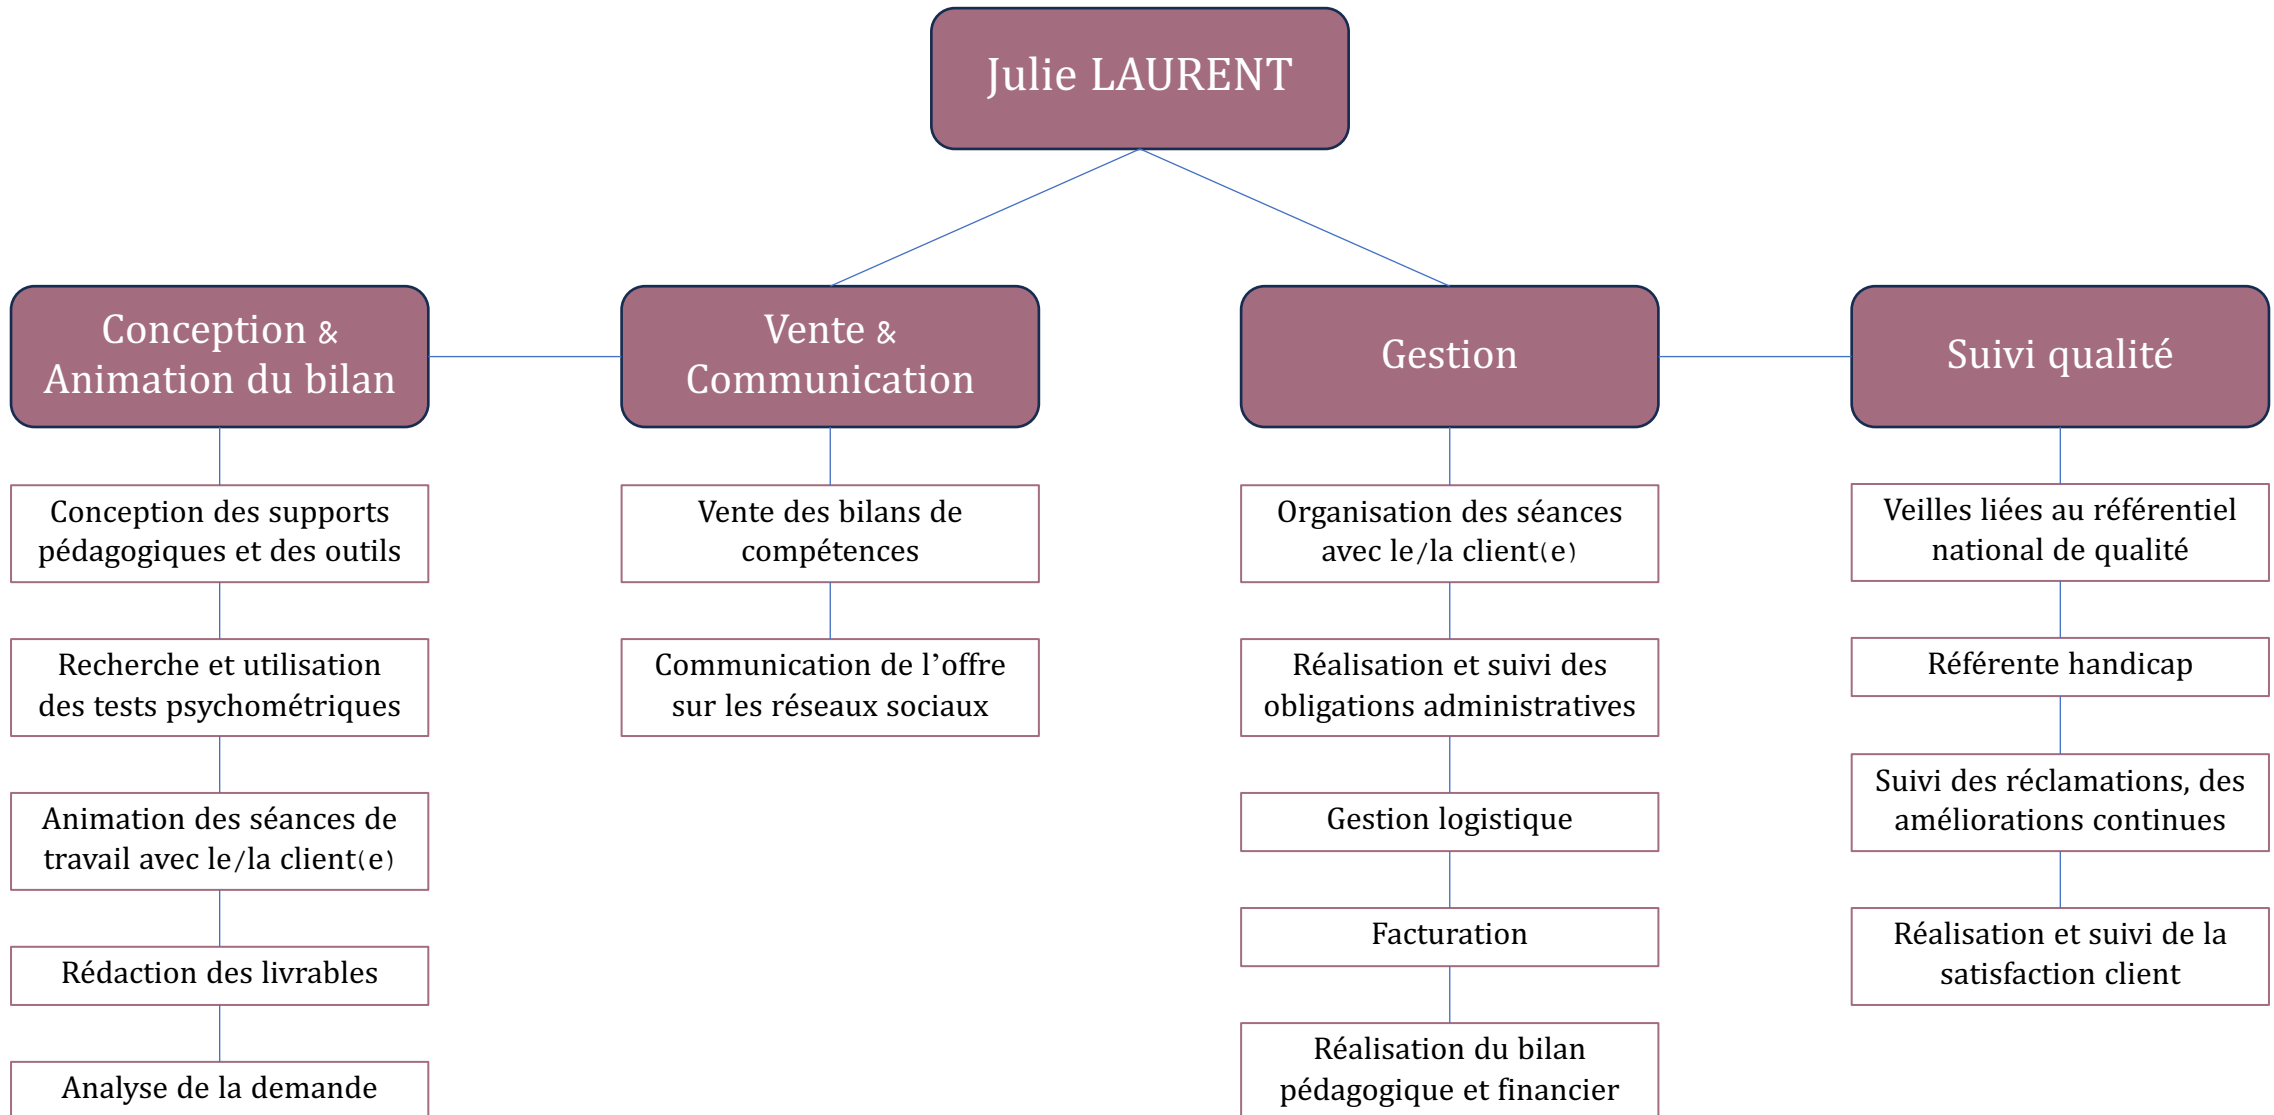 Julie LAURENT
Conception &
Animation du bilan
Conception des supports
pédagogiques et des outils
Recherche et utilisation
des tests psychométriques
Animation des séances de
travail avec le/la client(e)
Rédaction des livrables
Analyse de la demande
Vente &
Communication
Vente des bilans de
compétences
Communication de l’offre
sur les réseaux sociaux
Gestion
Organisation des séances
avec le/la client(e)
Réalisation et suivi des
obligations administratives
Gestion logistique
Facturation
Réalisation du bilan
pédagogique et financier
Suivi qualité
Veilles liées au référentiel
national de qualité
Référente handicap
Suivi des réclamations, des
améliorations continues
Réalisation et suivi de la
satisfaction client